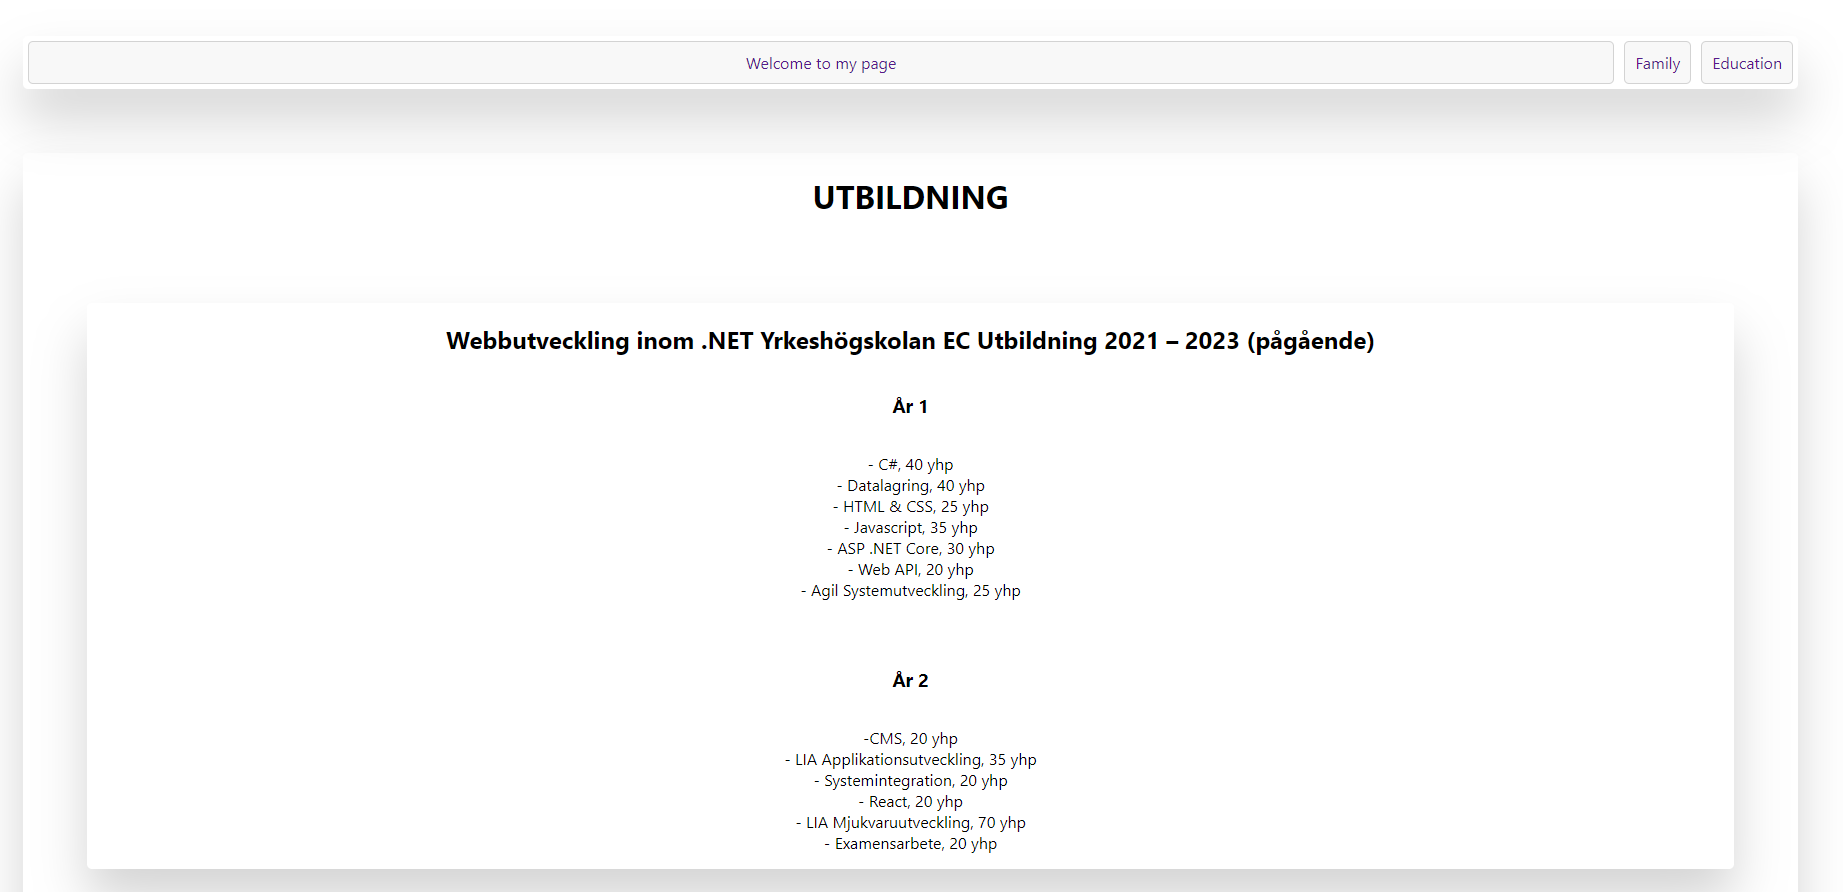 Welcome to my page
Family
Education
UTBILDNING
Webbutveckling inom .NET Yrkeshögskolan EC Utbildning 2021 – 2023 (pågående)
År 1
- C#, 40 yhp
- Datalagring, 40 yhp
- HTML & CSS, 25 yhp
- Javascript, 35 yhp
- ASP .NET Core, 30 yhp
- Web API, 20 yhp
- Agil Systemutveckling, 25 yhp
År 2
-CMS, 20 yhp
- LIA Applikationsutveckling, 35 yhp
- Systemintegration, 20 yhp
- React, 20 yhp
- LIA Mjukvaruutveckling, 70 yhp
- Examensarbete, 20 yhp